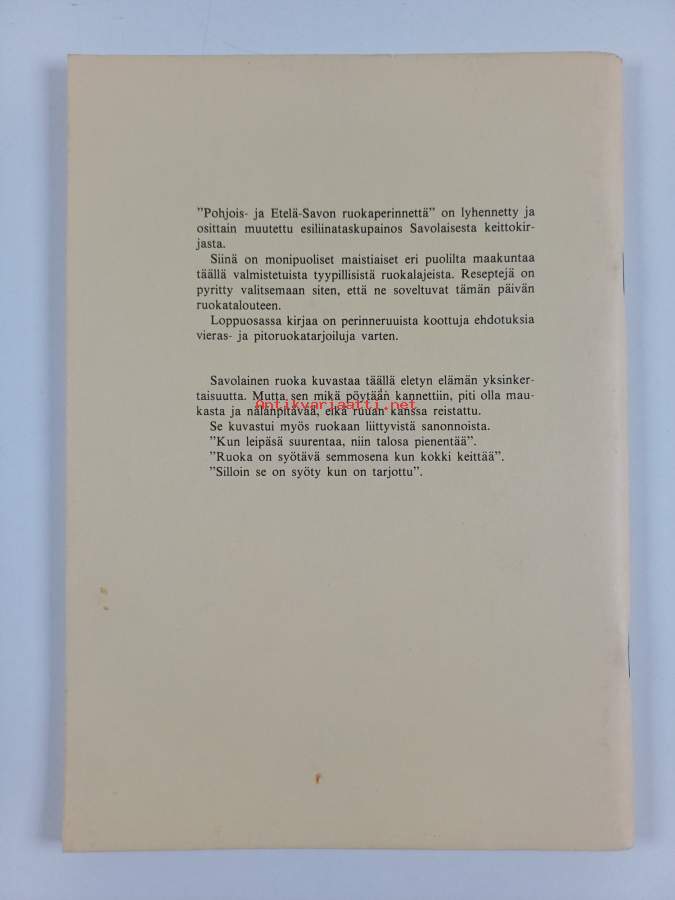 ”Pohjois- ja Etelä-Savon ruokaperinnettä” on lyhennetty ja
osittain muutettu esiliinataskupainos Savolaisesta keittokir-
jasta.
Siinä on monipuoliset maistiaiset eri puolilta maakuntaa
täällä valmistetuista tyypillisistä ruokalajeista. Reseptejä on
pyritty valitsemaan siten, että ne soveltuvat tämän päivän
ruokatalouteen.
Loppuosassa kirjaa on perinneruuista koottuja ehdotuksia
vieras- ja pitoruokatarjoiluja varten.
Savolainen ruoka kuvastaa täällä eletyn elämän yksinker-
taisuutta. Mutta sen mikä pöytään kannettiin, piti olla mau-
kasta ja nälänpitävää, eikä ruuan kanssa reistattu.
Antikvariaatti.net
Se kuvastui myös ruokaan liittyvistä sanonnoista.
”Kun leipäsä suurentaa, niin talosa pienentää”.
”Ruoka on syötävä semmosena kun kokki keittää”.
”Silloin se on syöty kun on tarjottu”.